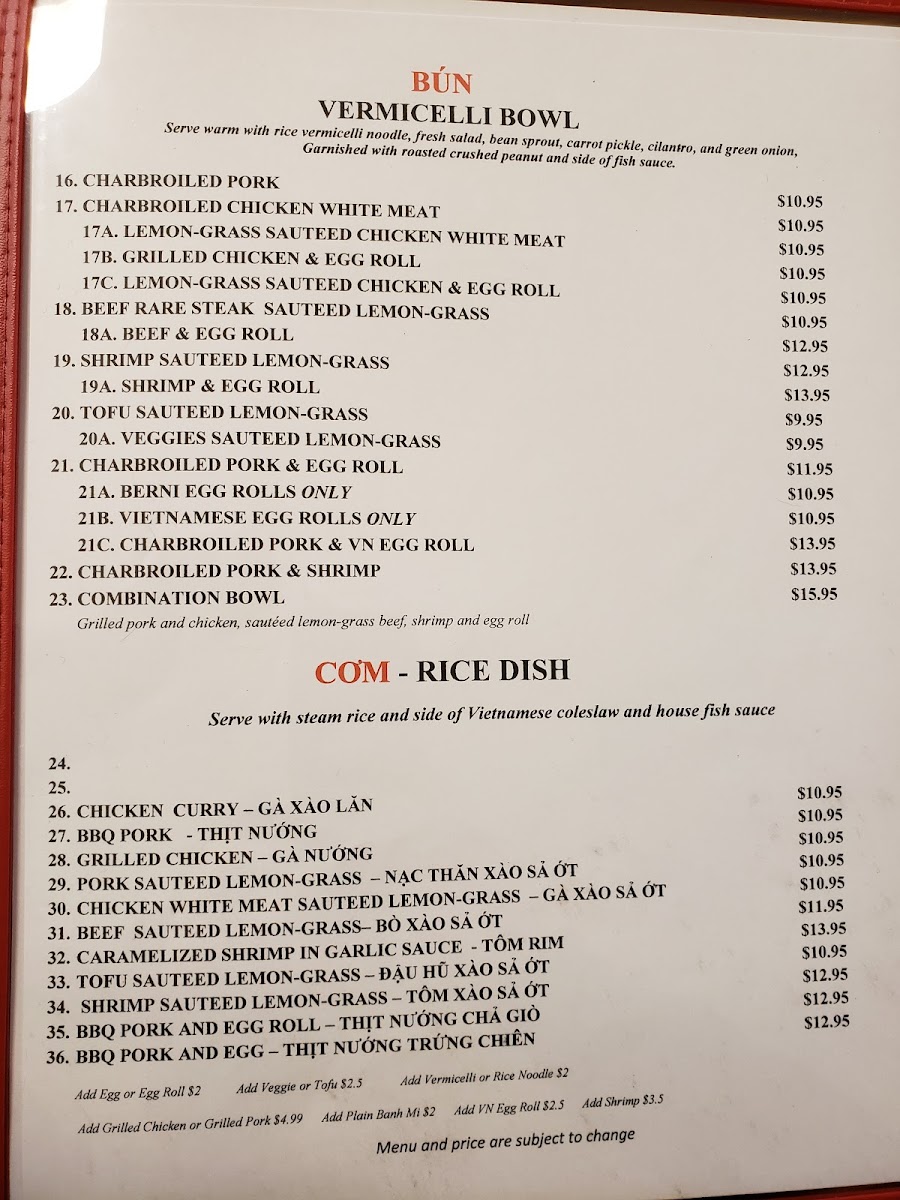 BÚN
VERMICELLI BOWL
Serve warm with rice vermicelli noodle, fresh salad, bean sprout, carrot pickle, cilantro, and green onion,
Garnished with roasted crushed peanut and side of fish sauce.
16. CHARBROILED PORK $10.95
17. CHARBROILED CHICKEN WHITE MEAT $10.95
17A. LEMON-GRASS SAUTEED CHICKEN WHITE MEAT $10.95
17B. GRILLED CHICKEN & EGG ROLL $10.95
17C. LEMON-GRASS SAUTEED CHICKEN & EGG ROLL $10.95
18. BEEF RARE STEAK SAUTEED LEMON-GRASS $10.95
18A. BEEF & EGG ROLL $12.95
19. SHRIMP SAUTEED LEMON-GRASS $12.95
19A. SHRIMP & EGG ROLL $13.95
20. TOFU SAUTEED LEMON-GRASS $9.95
20A. VEGGIES SAUTEED LEMON-GRASS $9.95
21. CHARBROILED PORK & EGG ROLL $11.95
21A. BERNI EGG ROLLS ONLY $10.95
21B. VIETNAMESE EGG ROLLS ONLY $10.95
21C. CHARBROILED PORK & VN EGG ROLL $13.95
22. CHARBROILED PORK & SHRIMP $13.95
23. COMBINATION BOWL $15.95
Grilled pork and chicken, sautéed lemon-grass beef, shrimp and egg roll
CƠM - RICE DISH
Serve with steam rice and side of Vietnamese coleslaw and house fish sauce
24.
25.
26. CHICKEN CURRY – GÀ XÀO LĂN $10.95
27. BBQ PORK - THỊT NƯỚNG $10.95
28. GRILLED CHICKEN – GÀ NƯỚNG $10.95
29. PORK SAUTEED LEMON-GRASS – NẠC THĂN XÀO SẢ ỚT $10.95
30. CHICKEN WHITE MEAT SAUTEED LEMON-GRASS – GÀ XÀO SẢ ỚT $10.95
31. BEEF SAUTEED LEMON-GRASS– BÒ XÀO SẢ ỚT $11.95
32. CARAMELIZED SHRIMP IN GARLIC SAUCE - TÔM RIM $13.95
33. TOFU SAUTEED LEMON-GRASS – ĐẬU HŨ XÀO SẢ ỚT $10.95
34. SHRIMP SAUTEED LEMON-GRASS – TÔM XÀO SẢ ỚT $12.95
35. BBQ PORK AND EGG ROLL – THỊT NƯỚNG CHẢ GIÒ $12.95
36. BBQ PORK AND EGG – THỊT NƯỚNG TRỨNG CHIÊN $12.95
Add Egg or Egg Roll $2 Add Veggie or Tofu $2.5 Add Vermicelli or Rice Noodle $2
Add Grilled Chicken or Grilled Pork $4.99 Add Plain Banh Mi $2 Add VN Egg Roll $2.5 Add Shrimp $3.5
Menu and price are subject to change